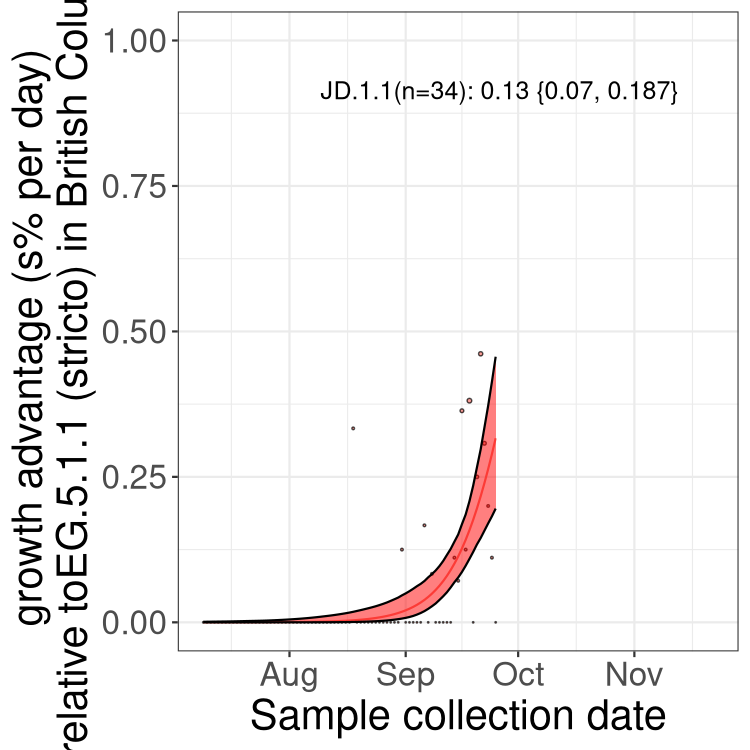 growth advantage (s% per day)
relative toEG.5.1.1 (stricto) in British Colu
1.00
0.75
0.50
0.25
0.00
JD.1.1(n=34): 0.13 {0.07, 0.187}
Aug Sep Oct Nov
Sample collection date